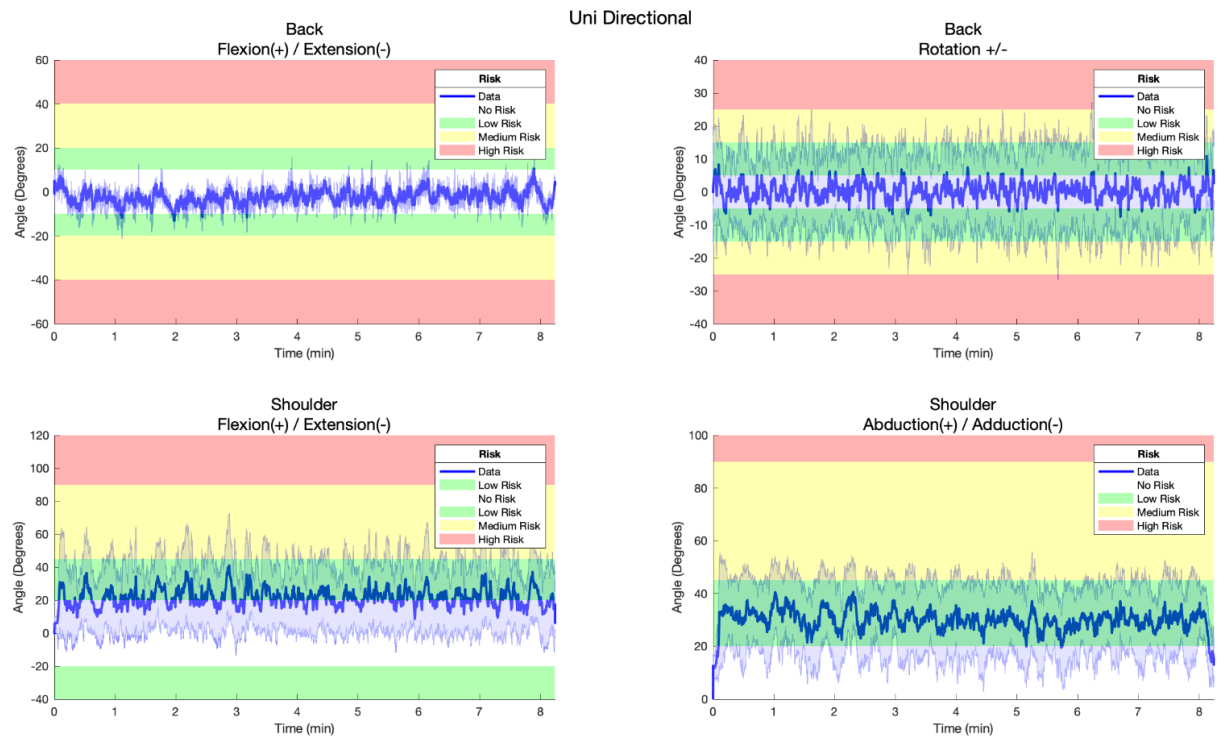 Uni Directional
Back
Flexion(+) / Extension(-)
60
40
20
0
-20
-40
-60
Angle (Degrees)
Risk
Data
No Risk
Low Risk
Medium Risk
High Risk
0 1 2 3 4 5 6 7 8
Time (min)
Back
Rotation +/-
40
30
20
10
0
-10
-20
-30
-40
Angle (Degrees)
Risk
Data
No Risk
Low Risk
Medium Risk
High Risk
0 1 2 3 4 5 6 7 8
Time (min)
Shoulder
Flexion(+) / Extension(-)
120
100
80
60
40
20
0
-20
-40
Angle (Degrees)
Risk
Data
Low Risk
No Risk
Low Risk
Medium Risk
High Risk
0 1 2 3 4 5 6 7 8
Time (min)
Shoulder
Abduction(+) / Adduction(-)
100
80
60
40
20
0
Angle (Degrees)
Risk
Data
No Risk
Low Risk
Medium Risk
High Risk
0 1 2 3 4 5 6 7 8
Time (min)